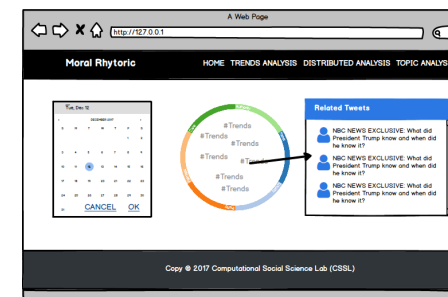 A Web Page
http://127.0.0.1
Moral Rhytoric HOME TRENDS ANALYSIS DISTRIBUTED ANALYSIS TOPIC ANALYS
Tue, Dec 12
DECEMBER 2017
S M T W T F S
CANCEL OK
#Trends
#Trends
#Trends
#Trends
#Trends
#Trends
#Trends
Related Tweets
NBC NEWS EXCLUSIVE: What did
President Trump know and when did
he know it?
NBC NEWS EXCLUSIVE: What did
President Trump know and when did
he know it?
NBC NEWS EXCLUSIVE: What did
President Trump know and when did
he know it?
Copy © 2017 Computational Social Science Lab (CSSL)